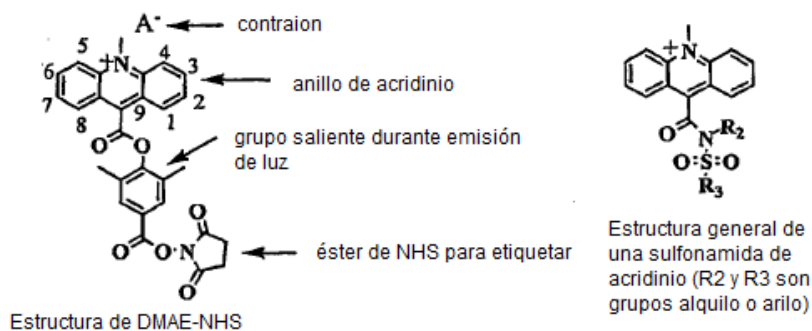 A-
contraion
N
5
4
6
3
anillo de acridinio
7
2
8
9
1
O
O
grupo saliente durante emisión
de luz
O
O
O·N
éster de NHS para etiquetar
O
Estructura de DMAE-NHS
N
O
N
R2
O=S=O
R3
Estructura general de
una sulfonamida de
acridinio (R2 y R3 son
grupos alquilo o arilo)